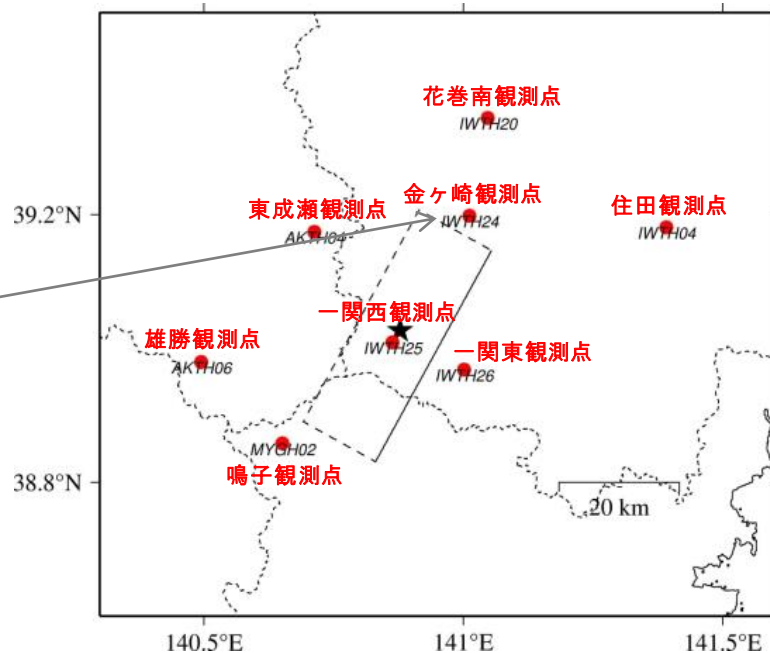 花巻南観測点
IWTH20
39.2°N
東成瀬観測点
AKTH04
金ヶ崎観測点
IWTH24
住田観測点
IWTH04
一関西観測点
IWTH25
雄勝観測点
AKTH06
一関東観測点
IWTH26
MYGH02
鳴子観測点
38.8°N
20 km
140.5°E
141°E
141.5°E